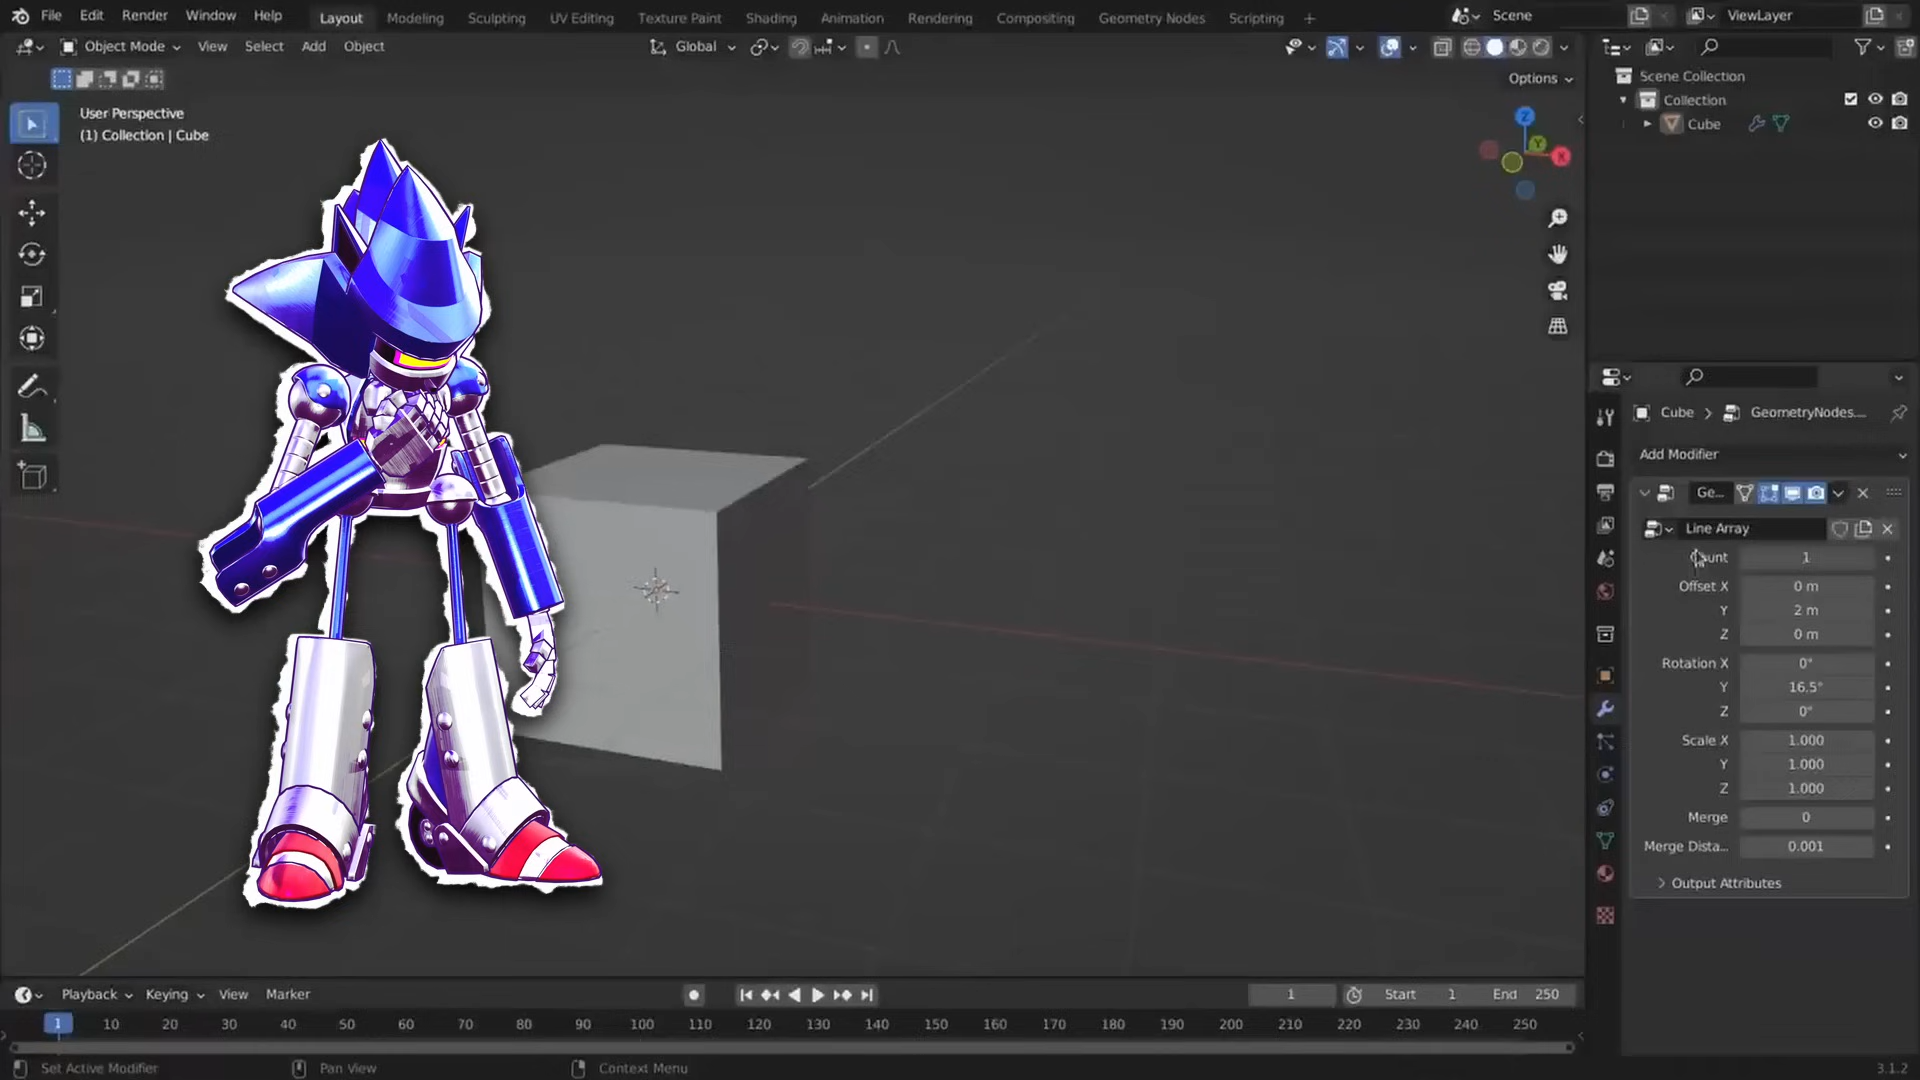 File Edit Render Window Help Layout Modeling Sculpting UV Editing Texture Paint Shading Animation Rendering Compositing Geometry Nodes Scripting + Scene ViewLayer
Object Mode View Select Add Object Global
Options
User Perspective
(1) Collection | Cube
Z
Y
X
Scene Collection
Collection
Cube
Cube > GeometryNodes....
Add Modifier
Ge...
Line Array
1
Offset X 0 m
Y 2 m
Z 0 m
Rotation X 0°
Y 16.5°
Z 0°
Scale X 1.000
Y 1.000
Z 1.000
Merge 0
Merge Dista... 0.001
Output Attributes
Playback Keying View Marker 1 Start 1 End 250
1 10 20 30 40 50 60 70 80 90 100 110 120 130 140 150 160 170 180 190 200 210 220 230 240 250
Set Active Modifier Pan View Context Menu 3.1.2